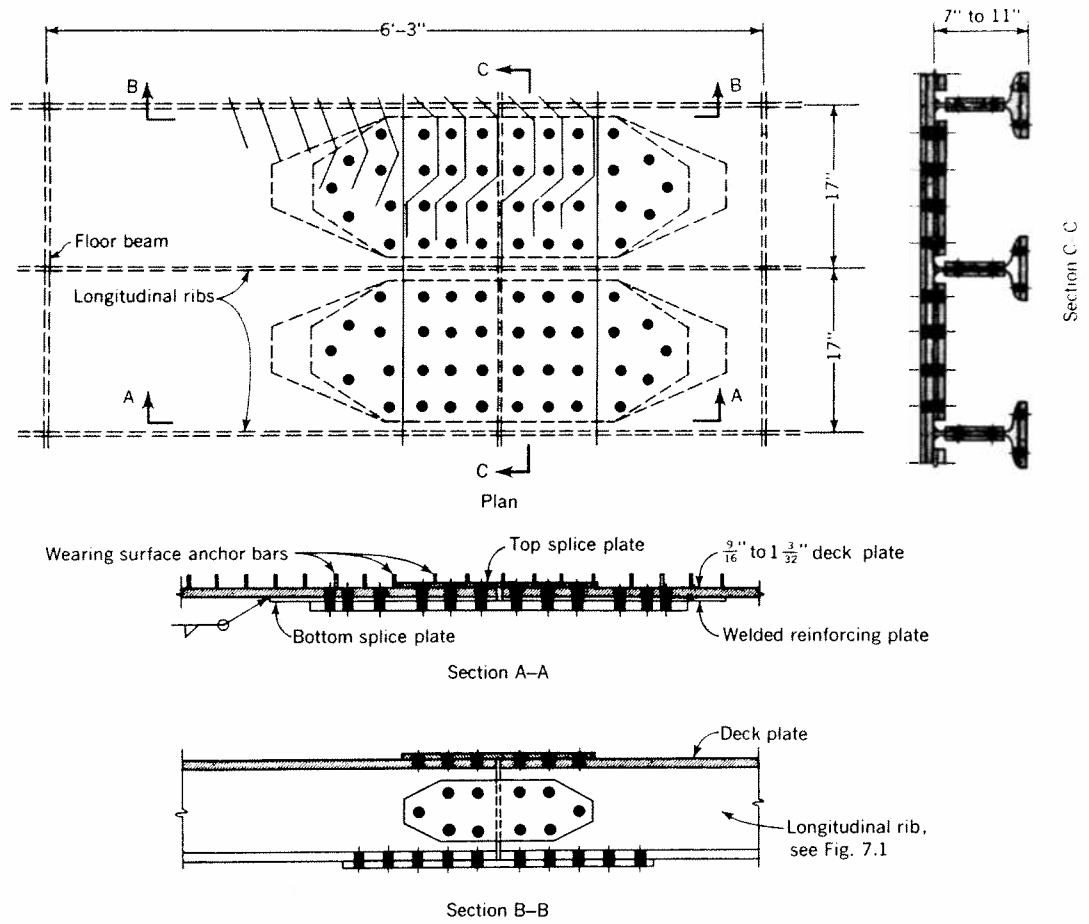 6'-3"
7" to 11"
C
B
B
17"
Floor beam
Longitudinal ribs
17"
A
A
C
Section C–C
Plan
Wearing surface anchor bars
Top splice plate
9/16" to 1 3/32" deck plate
Bottom splice plate
Welded reinforcing plate
Section A–A
Deck plate
Longitudinal rib,
see Fig. 7.1
Section B–B